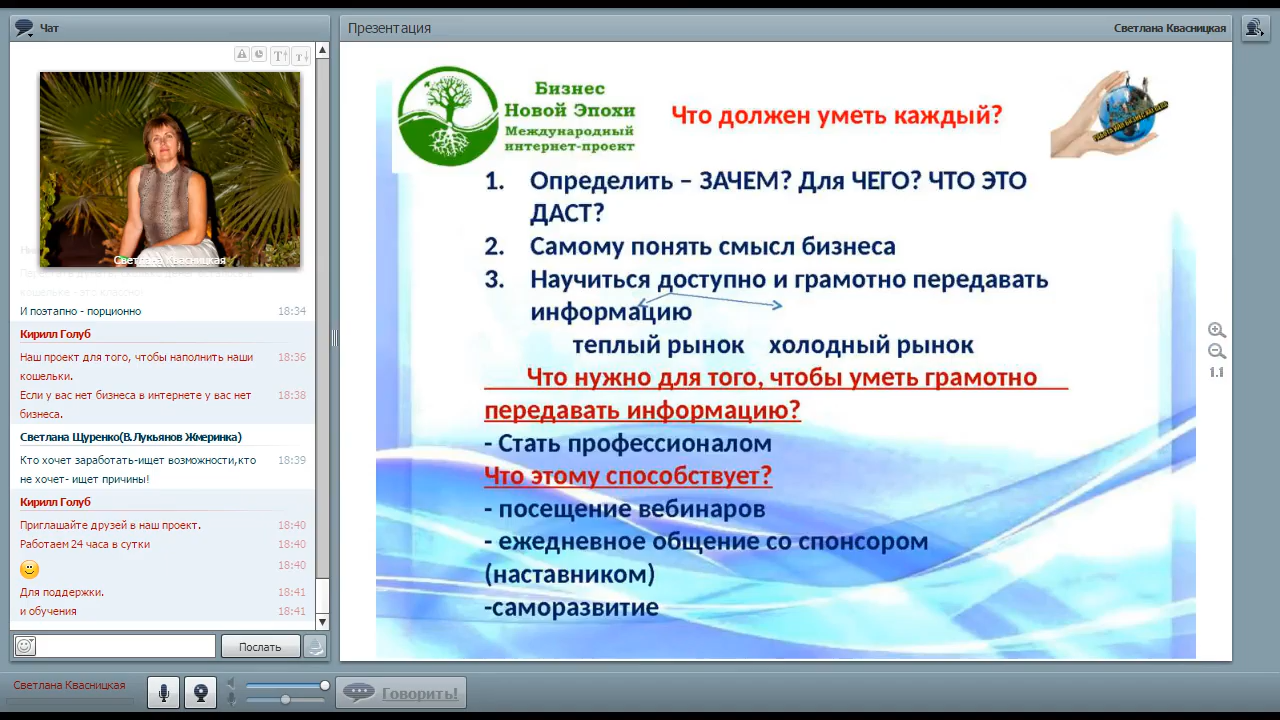 Чат
Презентация
Светлана Квасницкая
Светлана Квасницкая
кошельке -это классно!
И поэтапно - порционно 18:34
Кирилл Голуб
Наш проект для того, чтобы наполнить наши 18:36
кошельки.
Если у вас нет бизнеса в интернете у вас нет 18:38
бизнеса.
Светлана Щуренко(В.Лукьянов Жмеринка)
Кто хочет заработать-ищет возможности,кто 18:39
не хочет- ищет причины!
Кирилл Голуб
Приглашайте друзей в наш проект. 18:40
Работаем 24 часа в сутки 18:40
18:40
Для поддержки. 18:41
и обучения 18:41
Послать
Светлана Квасницкая
Говорить!
Бизнес
Новой Эпохи
Международный
интернет-проект
Что должен уметь каждый?
1. Определить – ЗАЧЕМ? Для ЧЕГО? ЧТО ЭТО
ДАСТ?
2. Самому понять смысл бизнеса
3. Научиться доступно и грамотно передавать
информацию
теплый рынок холодный рынок
Что нужно для того, чтобы уметь грамотно
передавать информацию?
- Стать профессионалом
Что этому способствует?
- посещение вебинаров
- ежедневное общение со спонсором
(наставником)
-саморазвитие
1.1